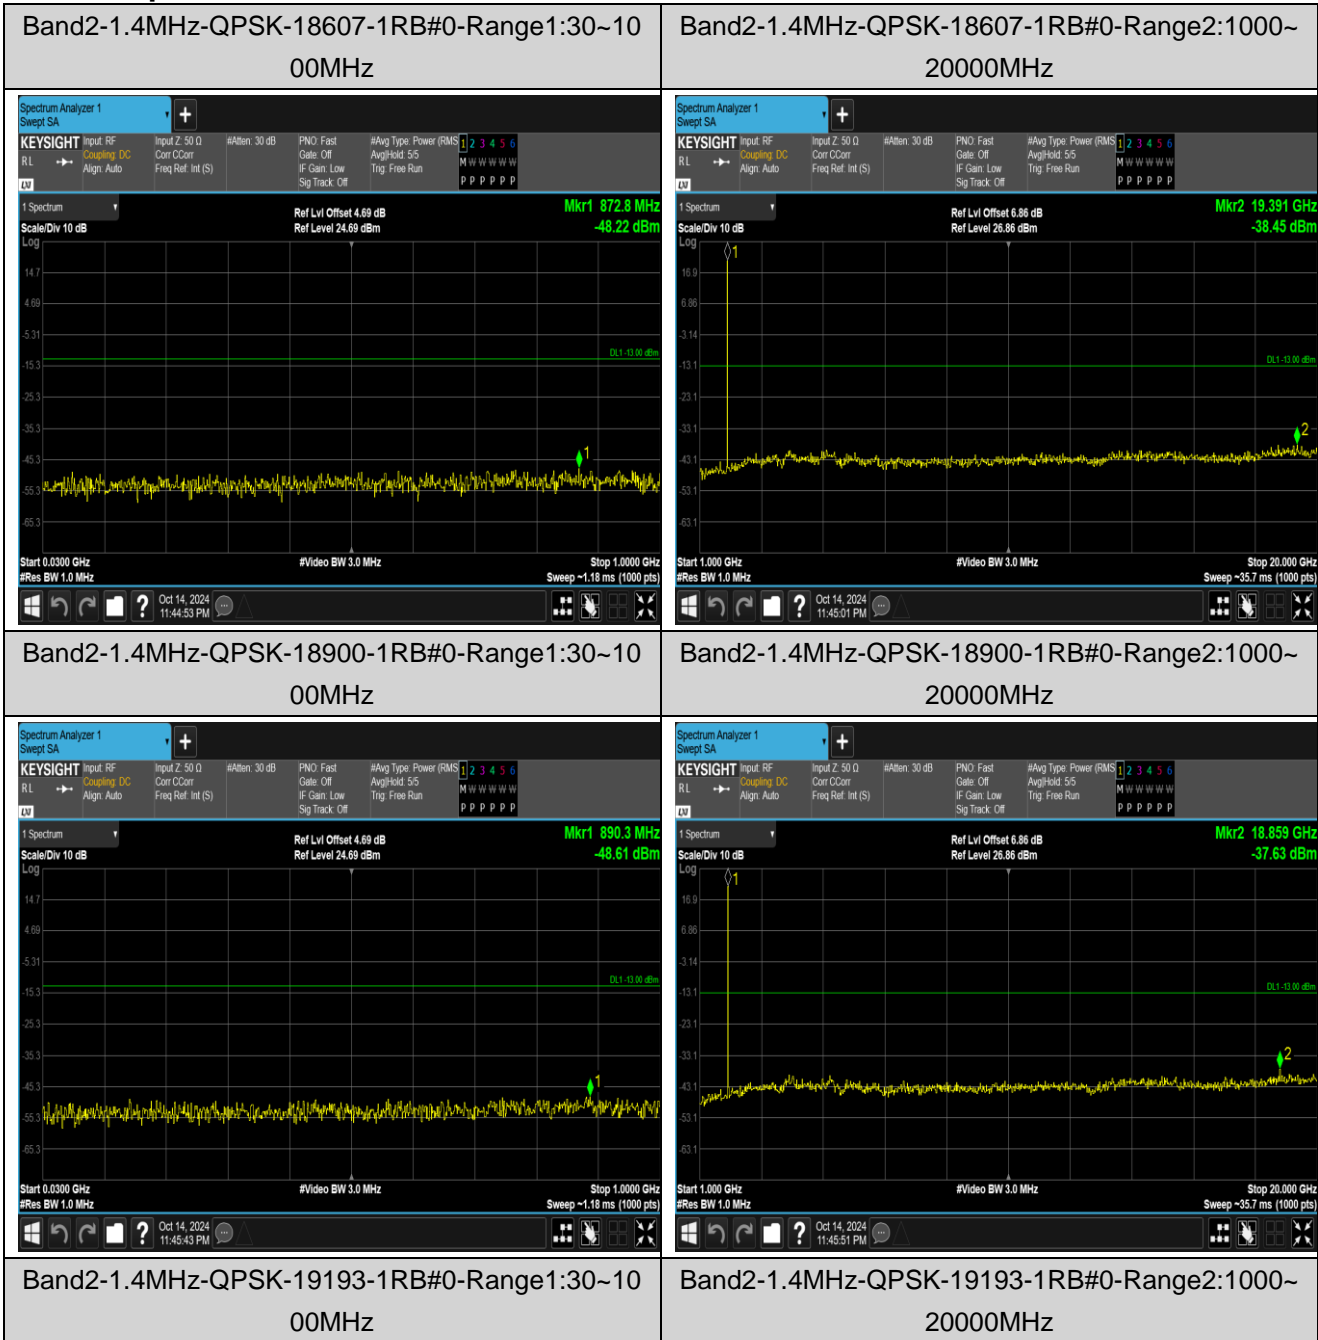 Band2-1.4MHz-QPSK-18607-1RB#0-Range1:30~10
00MHz
Band2-1.4MHz-QPSK-18607-1RB#0-Range2:1000~
20000MHz
Spectrum Analyzer 1
Swept SA
+
KEYSIGHT
RL
LXI
Input: RF
Coupling: DC
Align: Auto
Input Z: 50 Ω
Corr CCorr
Freq Ref: Int (S)
#Atten: 30 dB
PNO: Fast
Gate: Off
IF Gain: Low
Sig Track: Off
#Avg Type: Power (RMS
Avg|Hold: 5/5
Trig: Free Run
1 2 3 4 5 6
M W W W W W
P P P P P P
1 Spectrum
Scale/Div 10 dB
Log
Ref Lvl Offset 4.69 dB
Ref Level 24.69 dBm
Mkr1 872.8 MHz
-48.22 dBm
14.7
4.69
-5.31
-15.3
-25.3
-35.3
-45.3
-55.3
-65.3
DL1 -13.00 dBm
1
Start 0.0300 GHz
#Res BW 1.0 MHz
#Video BW 3.0 MHz
Stop 1.0000 GHz
Sweep ~1.18 ms (1000 pts)
?
Oct 14, 2024
11:44:53 PM
Spectrum Analyzer 1
Swept SA
+
KEYSIGHT
RL
LXI
Input: RF
Coupling: DC
Align: Auto
Input Z: 50 Ω
Corr CCorr
Freq Ref: Int (S)
#Atten: 30 dB
PNO: Fast
Gate: Off
IF Gain: Low
Sig Track: Off
#Avg Type: Power (RMS
Avg|Hold: 5/5
Trig: Free Run
1 2 3 4 5 6
M W W W W W
P P P P P P
1 Spectrum
Scale/Div 10 dB
Log
Ref Lvl Offset 6.86 dB
Ref Level 26.86 dBm
Mkr2 19.391 GHz
-38.45 dBm
1
16.9
6.86
-3.14
-13.1
-23.1
-33.1
-43.1
-53.1
-63.1
DL1 -13.00 dBm
2
Start 1.000 GHz
#Res BW 1.0 MHz
#Video BW 3.0 MHz
Stop 20.000 GHz
Sweep ~35.7 ms (1000 pts)
?
Oct 14, 2024
11:45:01 PM
Band2-1.4MHz-QPSK-18900-1RB#0-Range1:30~10
00MHz
Band2-1.4MHz-QPSK-18900-1RB#0-Range2:1000~
20000MHz
Spectrum Analyzer 1
Swept SA
+
KEYSIGHT
RL
LXI
Input: RF
Coupling: DC
Align: Auto
Input Z: 50 Ω
Corr CCorr
Freq Ref: Int (S)
#Atten: 30 dB
PNO: Fast
Gate: Off
IF Gain: Low
Sig Track: Off
#Avg Type: Power (RMS
Avg|Hold: 5/5
Trig: Free Run
1 2 3 4 5 6
M W W W W W
P P P P P P
1 Spectrum
Scale/Div 10 dB
Log
Ref Lvl Offset 4.69 dB
Ref Level 24.69 dBm
Mkr1 890.3 MHz
-48.61 dBm
14.7
4.69
-5.31
-15.3
-25.3
-35.3
-45.3
-55.3
-65.3
DL1 -13.00 dBm
1
Start 0.0300 GHz
#Res BW 1.0 MHz
#Video BW 3.0 MHz
Stop 1.0000 GHz
Sweep ~1.18 ms (1000 pts)
?
Oct 14, 2024
11:45:43 PM
Spectrum Analyzer 1
Swept SA
+
KEYSIGHT
RL
LXI
Input: RF
Coupling: DC
Align: Auto
Input Z: 50 Ω
Corr CCorr
Freq Ref: Int (S)
#Atten: 30 dB
PNO: Fast
Gate: Off
IF Gain: Low
Sig Track: Off
#Avg Type: Power (RMS
Avg|Hold: 5/5
Trig: Free Run
1 2 3 4 5 6
M W W W W W
P P P P P P
1 Spectrum
Scale/Div 10 dB
Log
Ref Lvl Offset 6.86 dB
Ref Level 26.86 dBm
Mkr2 18.859 GHz
-37.63 dBm
1
16.9
6.86
-3.14
-13.1
-23.1
-33.1
-43.1
-53.1
-63.1
DL1 -13.00 dBm
2
Start 1.000 GHz
#Res BW 1.0 MHz
#Video BW 3.0 MHz
Stop 20.000 GHz
Sweep ~35.7 ms (1000 pts)
?
Oct 14, 2024
11:45:51 PM
Band2-1.4MHz-QPSK-19193-1RB#0-Range1:30~10
00MHz
Band2-1.4MHz-QPSK-19193-1RB#0-Range2:1000~
20000MHz